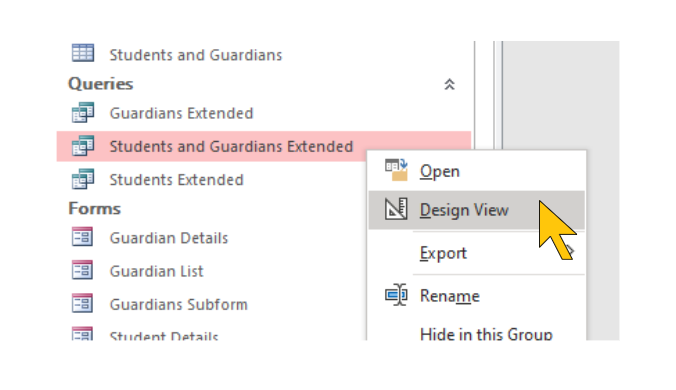 Students and Guardians
Queries
Guardians Extended
Students and Guardians Extended
Students Extended
Forms
Guardian Details
Guardian List
Guardians Subform
Student Details
Open
Design View
Export
Rename
Hide in this Group